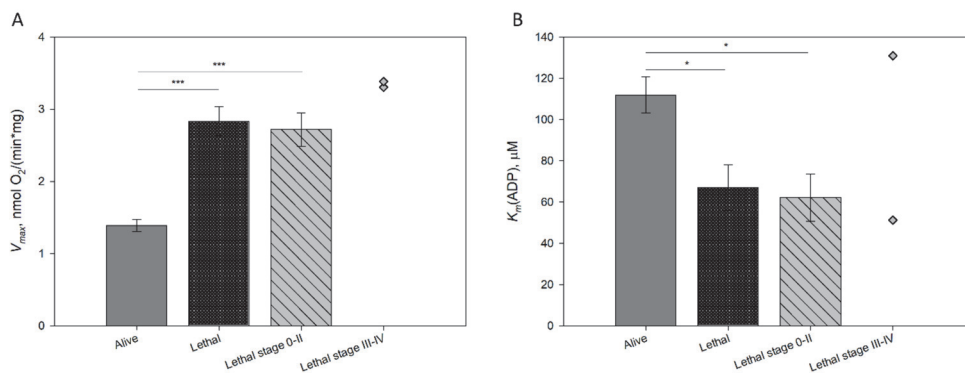 A
4
3
2
1
0
V_max, nmol O₂/(min*mg)
***
***
Alive
Lethal
Lethal stage 0-II
Lethal stage III-IV
B
140
120
100
80
60
40
20
0
K_m(ADP), µM
*
*
Alive
Lethal
Lethal stage 0-II
Lethal stage III-IV